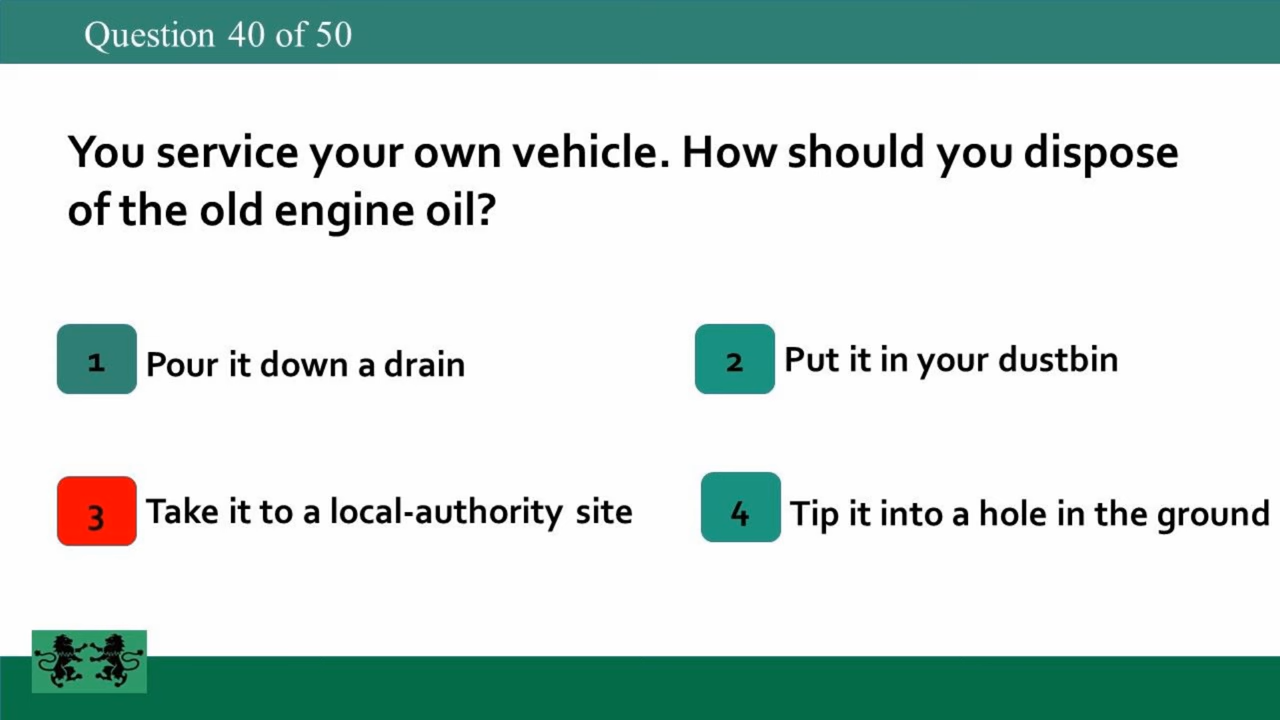 Question 40 of 50
You service your own vehicle. How should you dispose
of the old engine oil?
1 Pour it down a drain
2 Put it in your dustbin
3 Take it to a local-authority site
4 Tip it into a hole in the ground